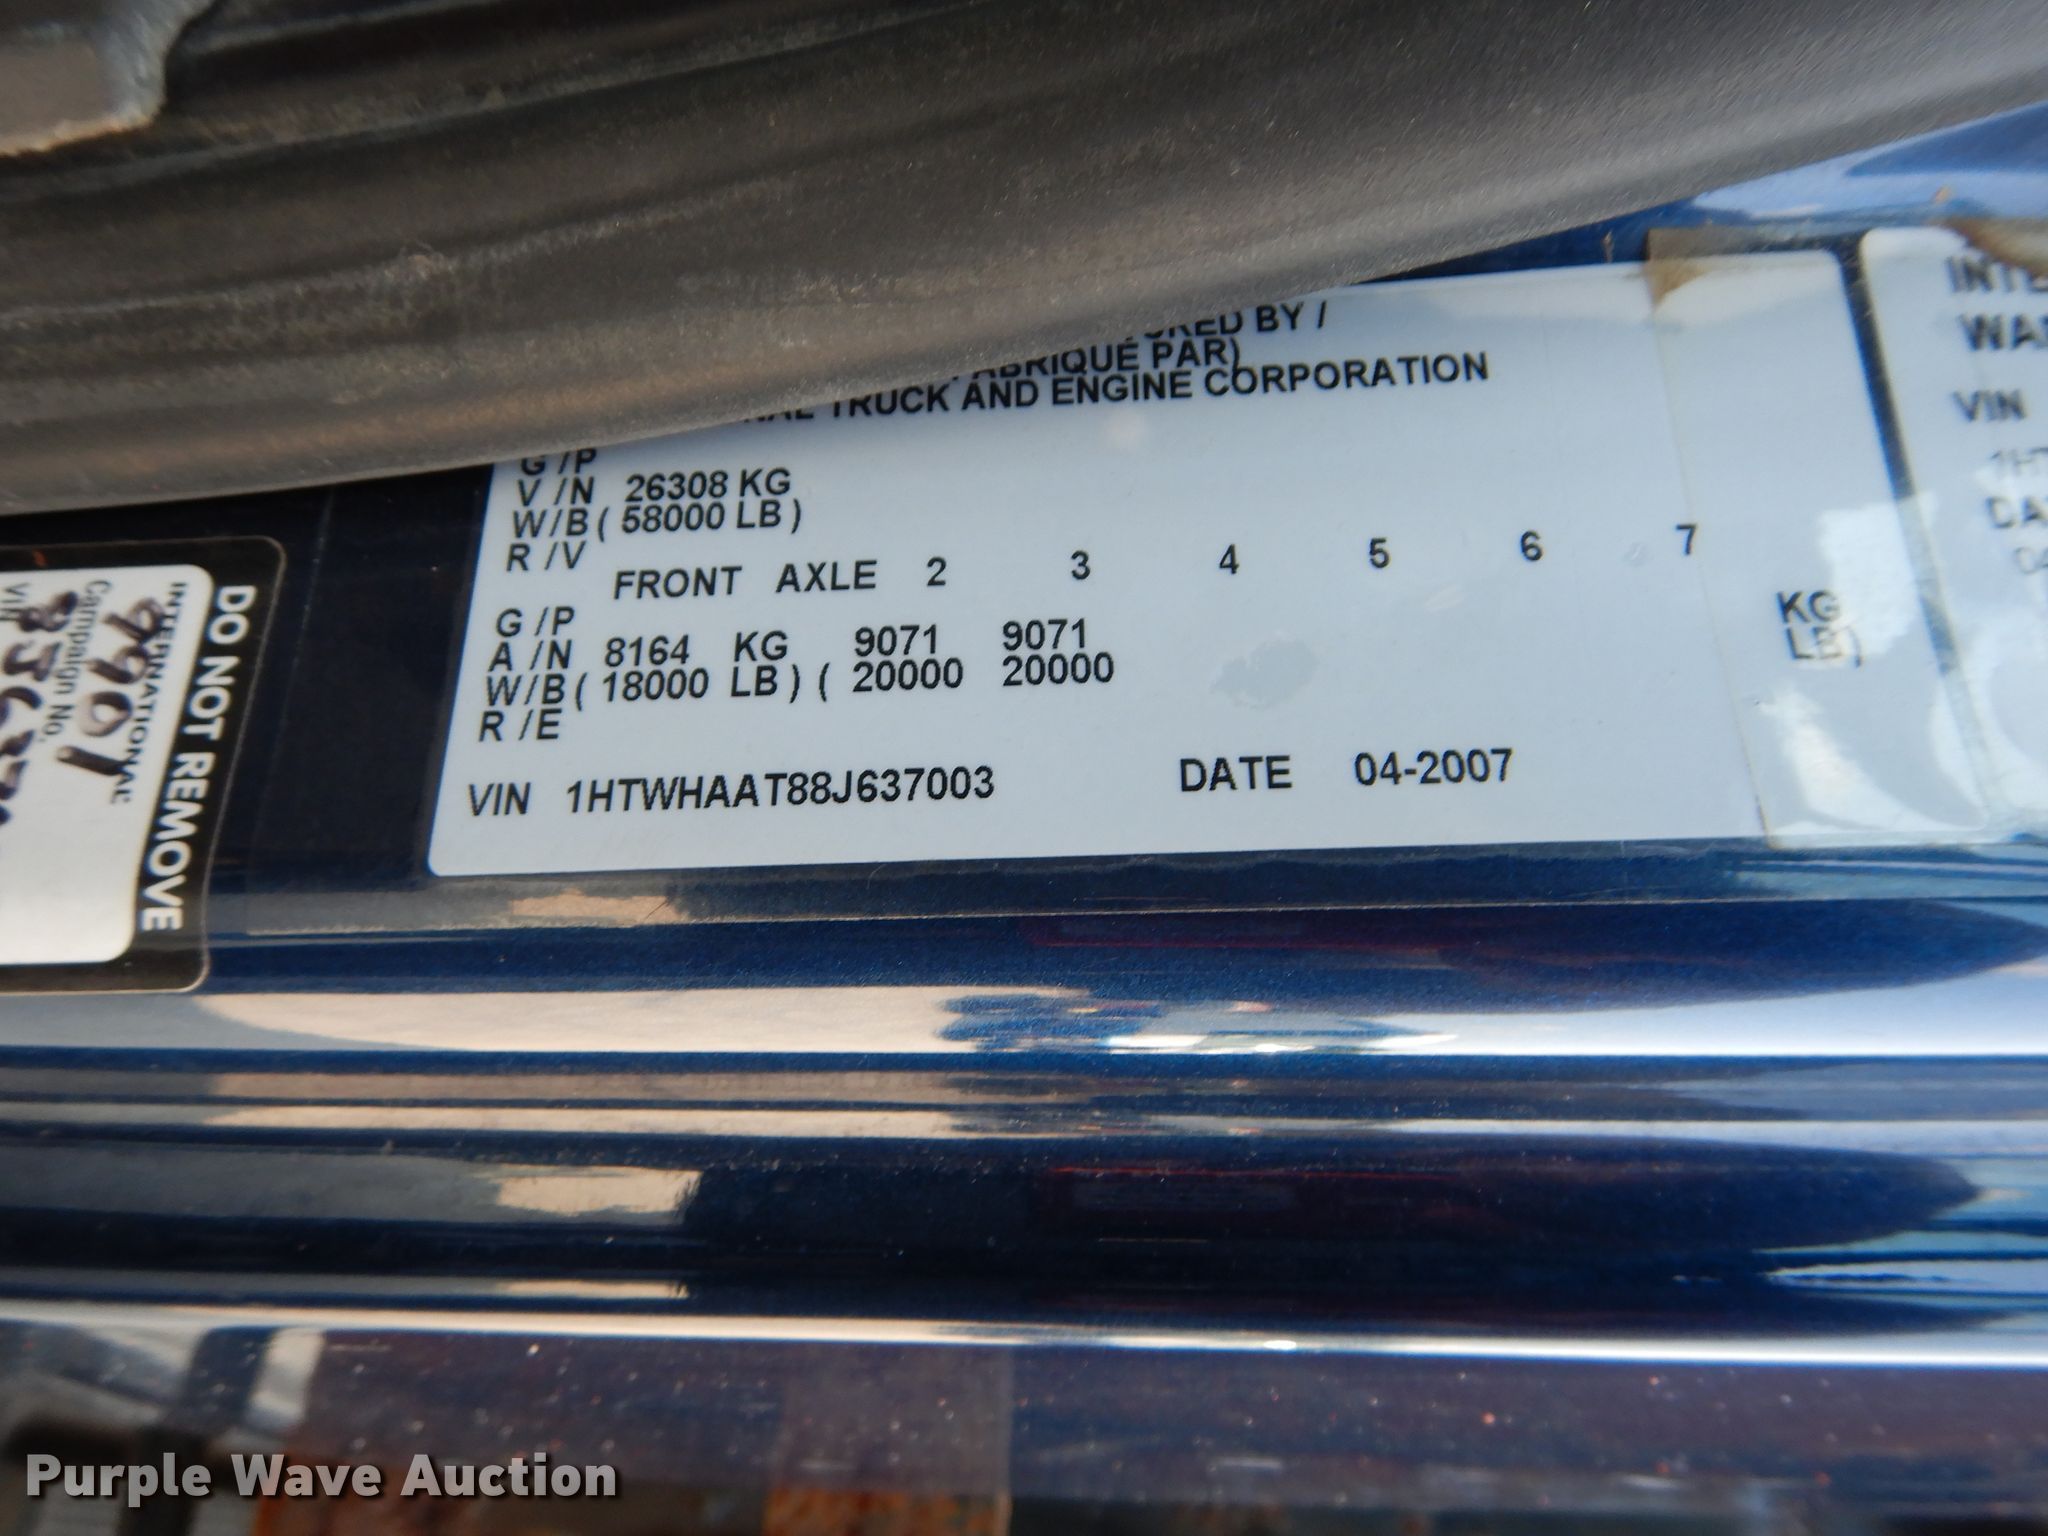 BY /
FABRIQUÉ PAR)
TRUCK AND ENGINE CORPORATION
G /P
V /N 26308 KG
W/B ( 58000 LB )
R /V
FRONT AXLE 2 3 4 5 6 7
G /P
A /N 8164 KG 9071 9071 KG
W/B ( 18000 LB ) ( 20000 20000 LB )
R /E
VIN 1HTWHAAT88J637003 DATE 04-2007
DO NOT REMOVE
INTERNATIONAL
9901
Campaign No.
VIN
VIN
Purple Wave Auction